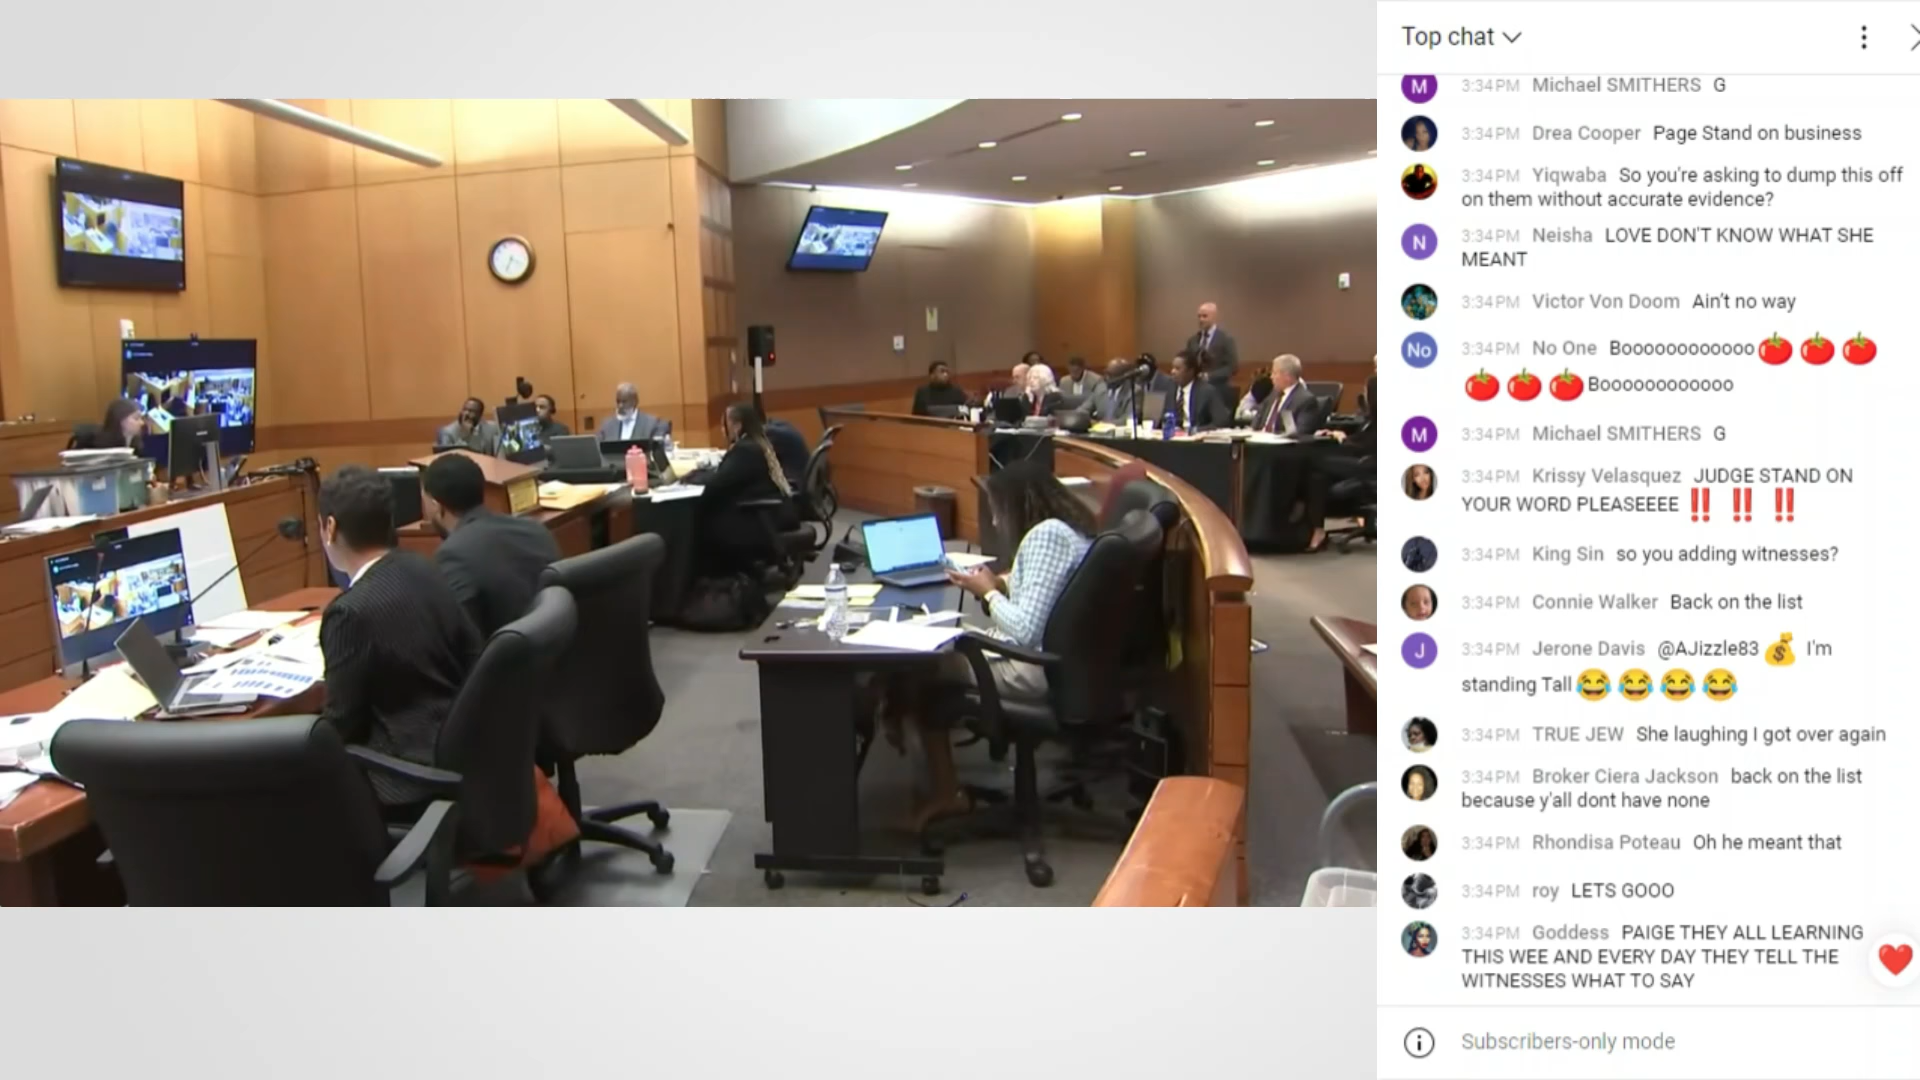 Top chat
3:34 PM Michael SMITHERS G
3:34 PM Drea Cooper Page Stand on business
3:34 PM Yiqwaba So you're asking to dump this off
on them without accurate evidence?
3:34 PM Neisha LOVE DON'T KNOW WHAT SHE
MEANT
3:34 PM Victor Von Doom Ain't no way
No 3:34 PM No One Boooooooooooo🍅🍅🍅
🍅🍅🍅Boooooooooooo
M 3:34 PM Michael SMITHERS G
3:34 PM Krissy Velasquez JUDGE STAND ON
YOUR WORD PLEASEEEE ‼️ ‼️ ‼️
3:34 PM King Sin so you adding witnesses?
3:34 PM Connie Walker Back on the list
J 3:34 PM Jerone Davis @AJizzle83 💰 I'm
standing Tall😂😂😂😂
3:34 PM TRUE JEW She laughing I got over again
3:34 PM Broker Ciera Jackson back on the list
because y'all dont have none
3:34 PM Rhondisa Poteau Oh he meant that
3:34 PM roy LETS GOOO
3:34 PM Goddess PAIGE THEY ALL LEARNING
THIS WEE AND EVERY DAY THEY TELL THE
WITNESSES WHAT TO SAY
Subscribers-only mode